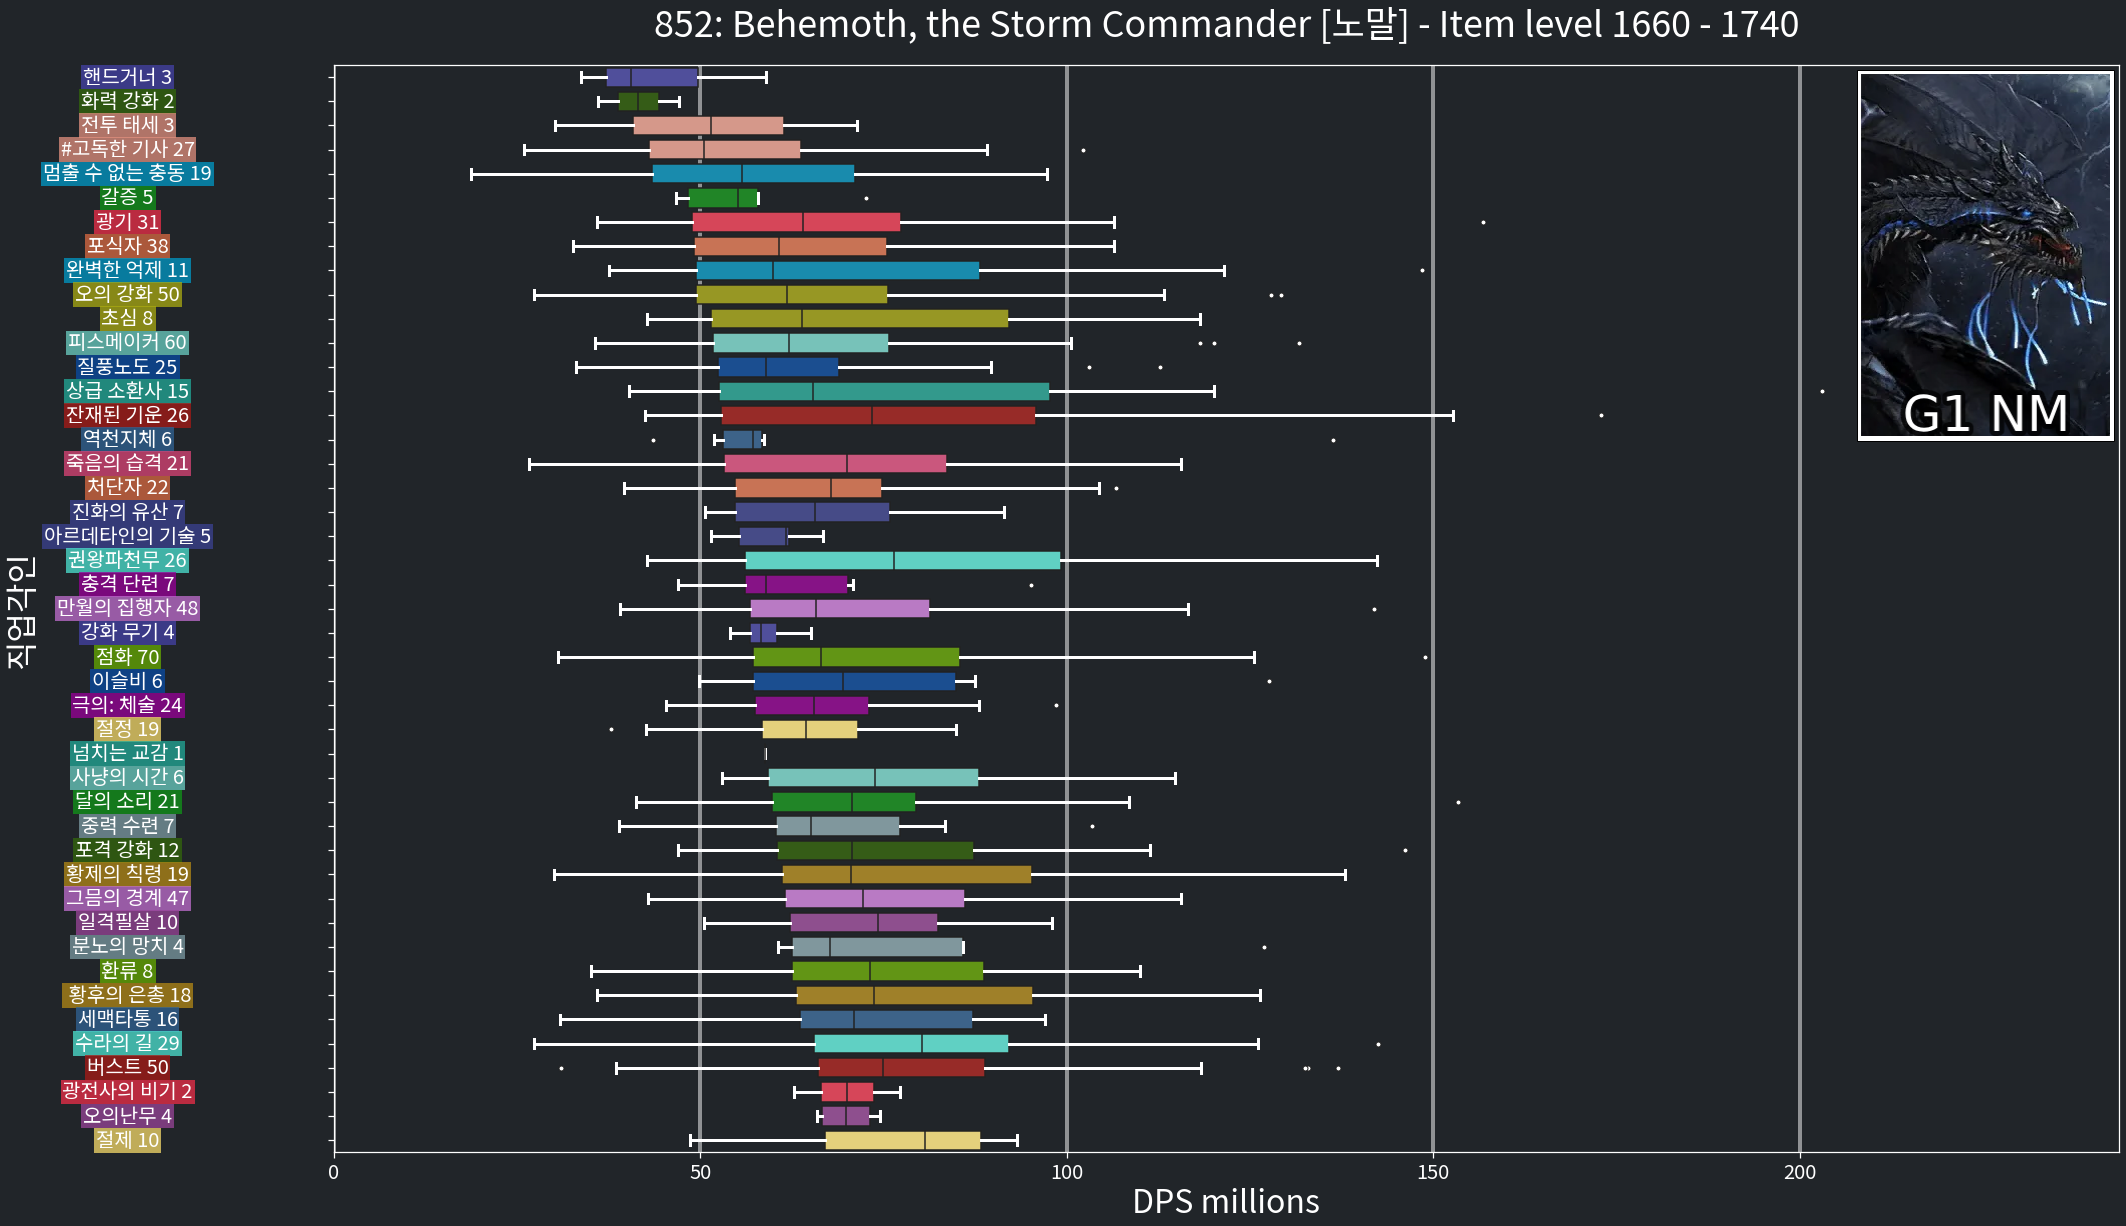 852: Behemoth, the Storm Commander [노말] - Item level 1660 - 1740
핸드거너 3
화력 강화 2
전투 태세 3
#고독한 기사 27
멈출 수 없는 충동 19
갈증 5
광기 31
포식자 38
완벽한 억제 11
오의 강화 50
초심 8
피스메이커 60
질풍노도 25
상급 소환사 15
잔재된 기운 26
역천지체 6
죽음의 습격 21
처단자 22
진화의 유산 7
아르데타인의 기술 5
권왕파천무 26
충격 단련 7
만월의 집행자 48
강화 무기 4
점화 70
이슬비 6
극의: 체술 24
절정 19
넘치는 교감 1
사냥의 시간 6
달의 소리 21
중력 수련 7
포격 강화 12
황제의 칙령 19
그믐의 경계 47
일격필살 10
분노의 망치 4
환류 8
황후의 은총 18
세맥타통 16
수라의 길 29
버스트 50
광전사의 비기 2
오의난무 4
절제 10
직업각인
G1 NM
0 50 100 150 200
DPS millions